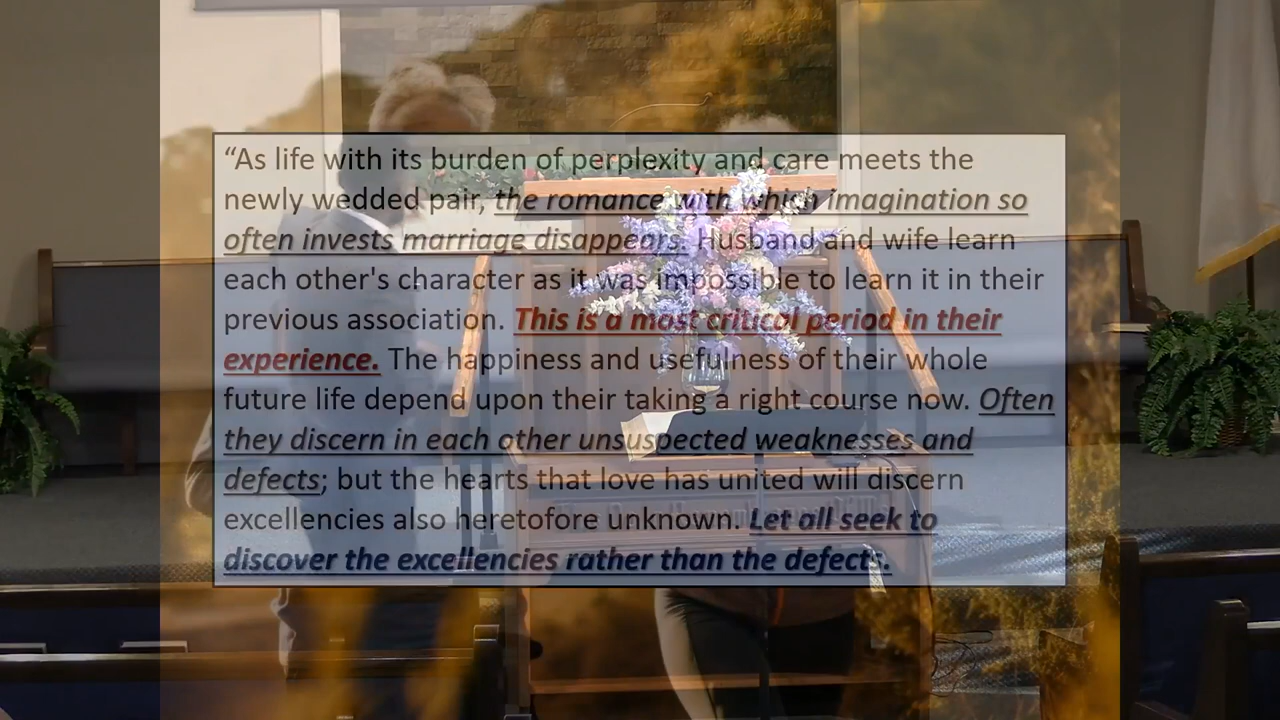 “As life with its burden of perplexity and care meets the
newly wedded pair, the romance with which imagination so
often invests marriage disappears. Husband and wife learn
each other's character as it was impossible to learn it in their
previous association. This is a most critical period in their
experience. The happiness and usefulness of their whole
future life depend upon their taking a right course now. Often
they discern in each other unsuspected weaknesses and
defects; but the hearts that love has united will discern
excellencies also heretofore unknown. Let all seek to
discover the excellencies rather than the defects.